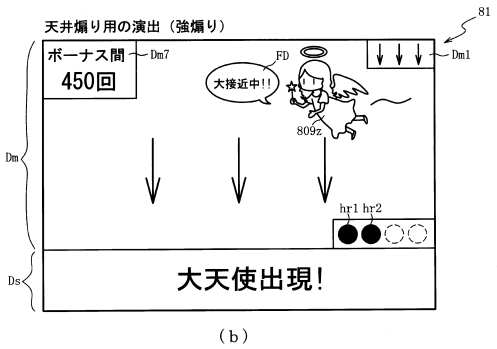 天井煽り用の演出（強煽り）
81
ボーナス間
450回
Dm7
FD
大接近中!!
Dm1
809z
Dm
hr1 hr2
Ds
大天使出現!
(b)